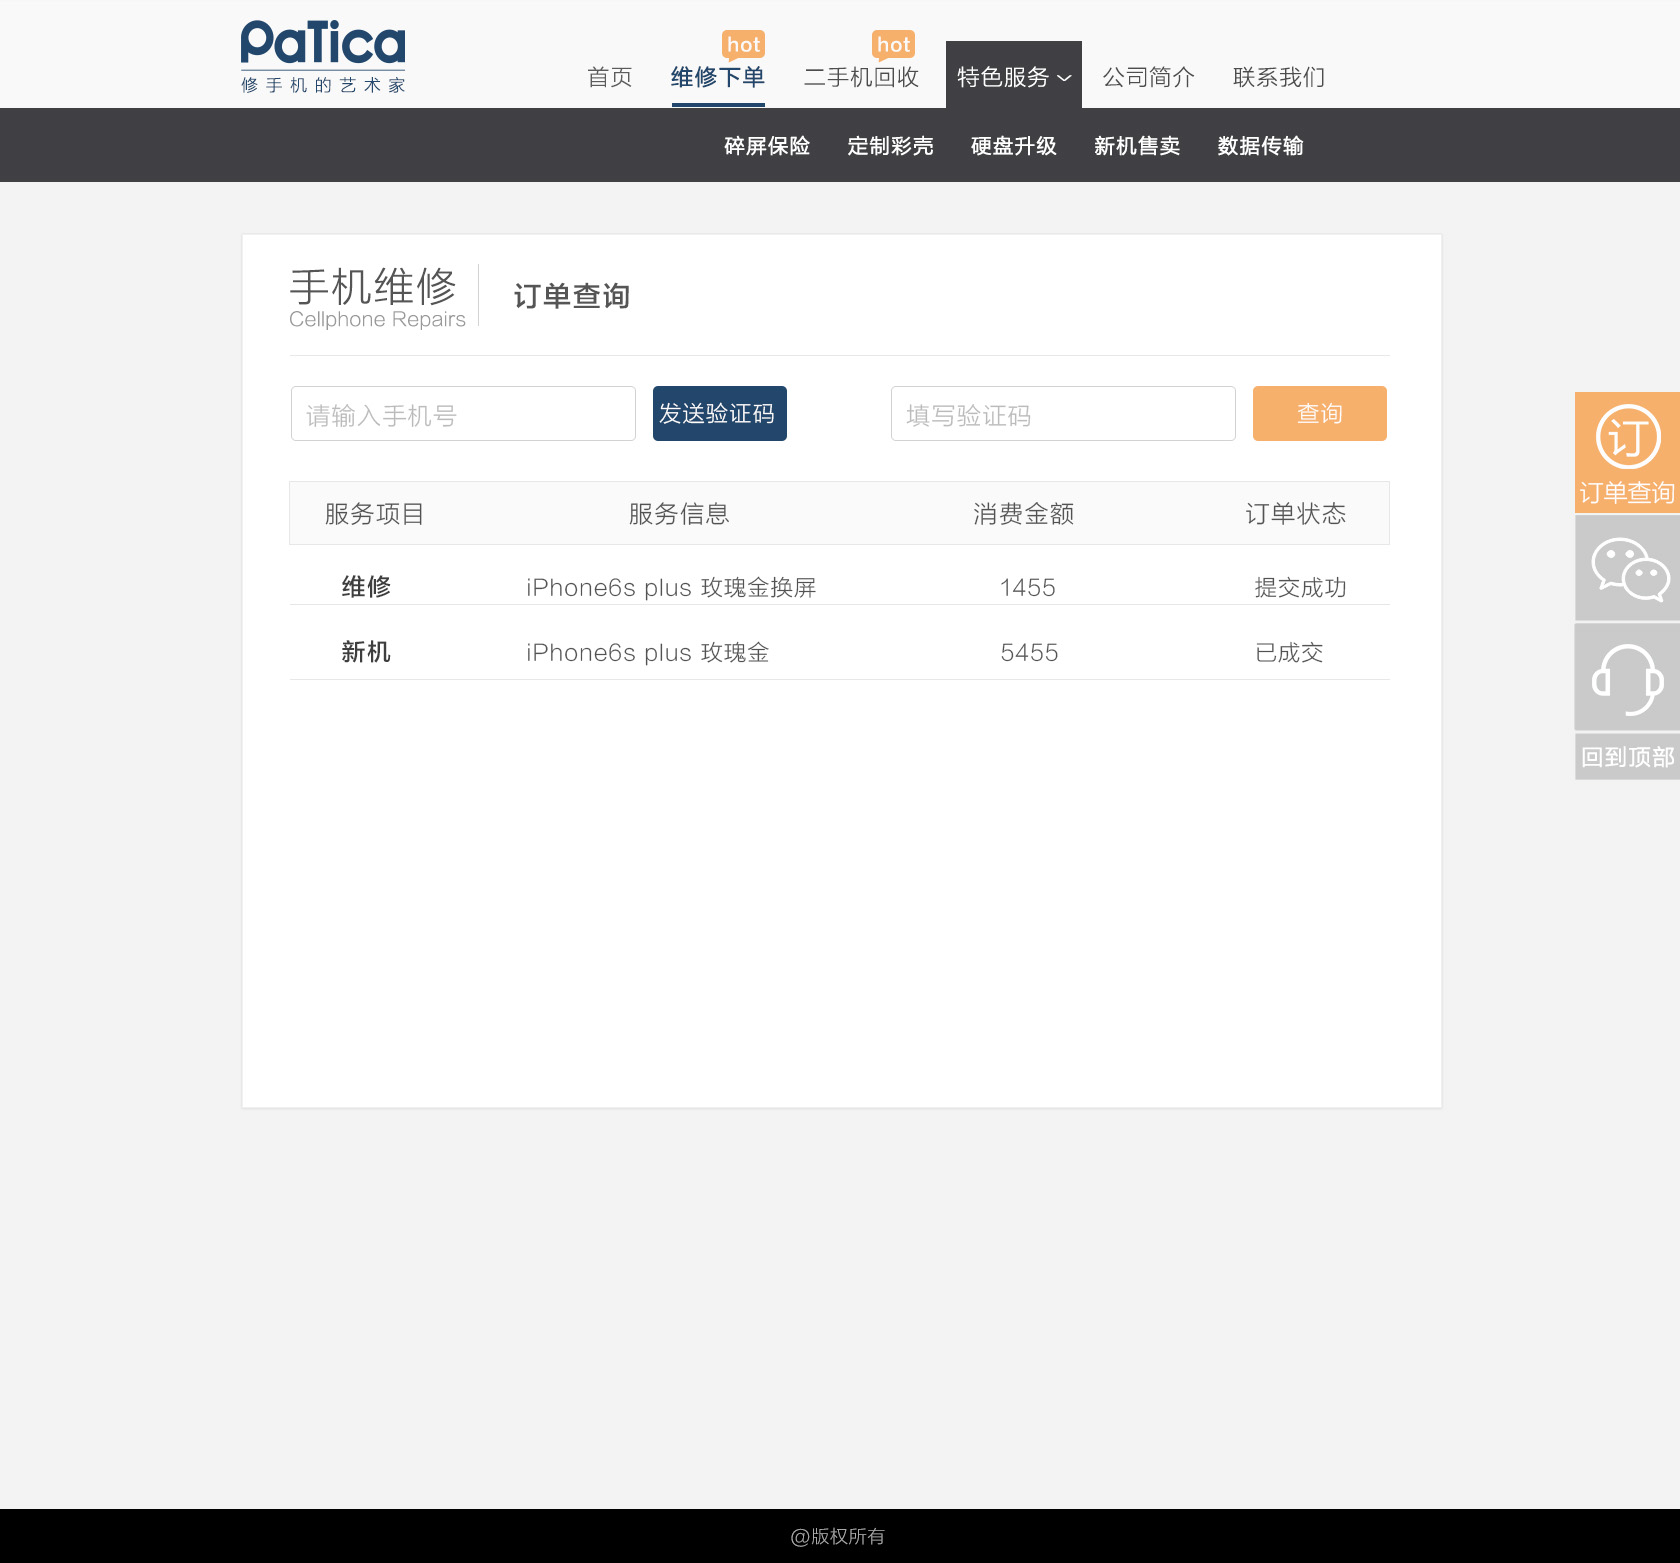 PaTica
修手机的艺术家
hot hot
首页 维修下单 二手机回收 特色服务 公司简介 联系我们
碎屏保险 定制彩壳 硬盘升级 新机售卖 数据传输
手机维修 订单查询
Cellphone Repairs
请输入手机号 发送验证码 填写验证码 查询
服务项目 服务信息 消费金额 订单状态
维修 iPhone6s plus 玫瑰金换屏 1455 提交成功
新机 iPhone6s plus 玫瑰金 5455 已成交
订
订单查询
回到顶部
@版权所有